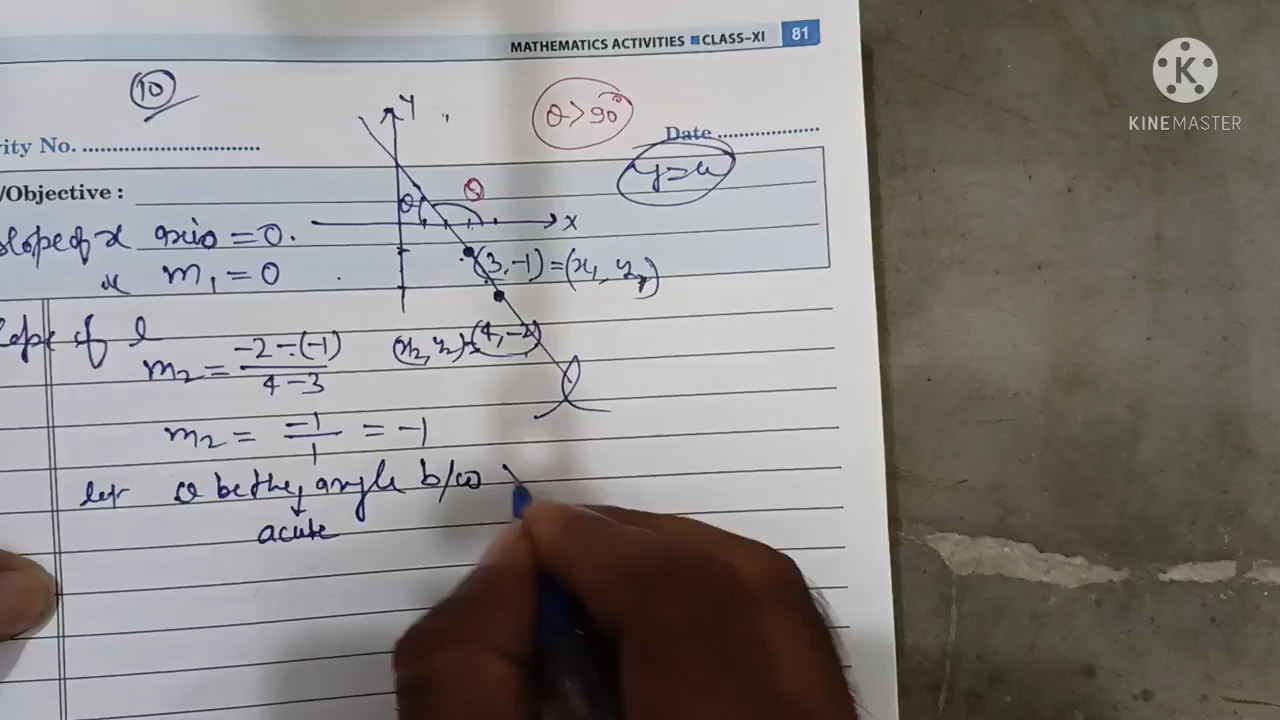 MATHEMATICS ACTIVITIES ■ CLASS-XI 81
KINEMASTER
10
Y
θ > 90°
ity No. ............................
Date ...................
y = 
/Objective :
θ
θ
slope of x axis = 0.
X
m₁ = 0
(3, -1) = (x₁, y₁)
lope of l
m₂ = -2 - (-1) / 4 - 3
(x₂, y₂) = (4, -2)
l
m₂ = -1 / 1 = -1
let θ be the angle b/w
acute